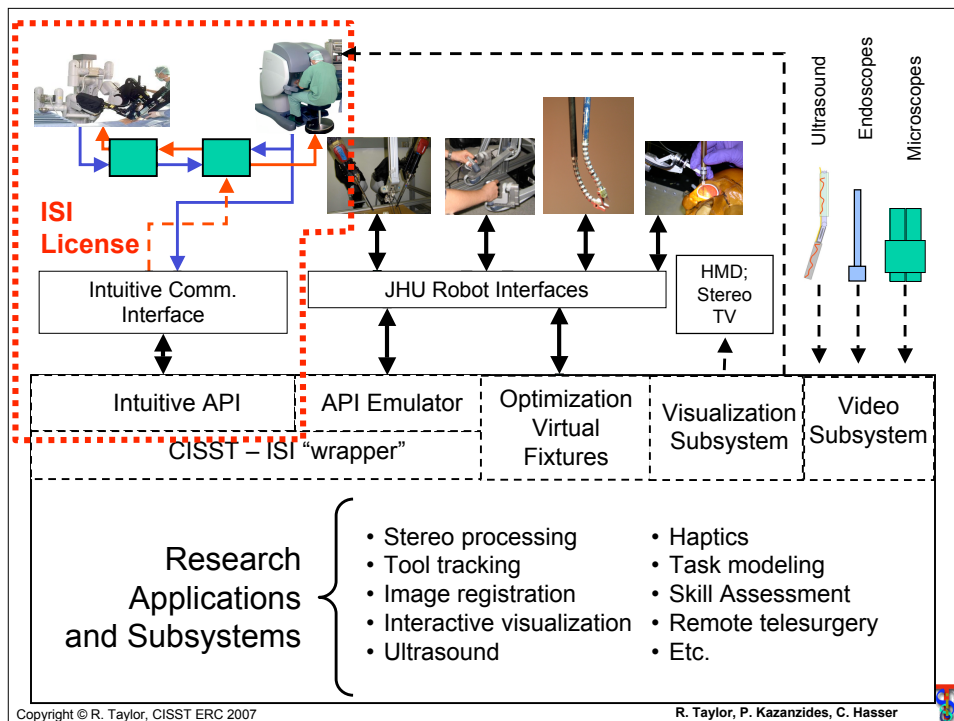 Ultrasound
Endoscopes
Microscopes
ISI
License
Intuitive Comm.
Interface
JHU Robot Interfaces
HMD;
Stereo
TV
Intuitive API
API Emulator
Optimization
Virtual
Fixtures
Visualization
Subsystem
Video
Subsystem
CISST – ISI “wrapper”
Research
Applications
and Subsystems
• Stereo processing
• Tool tracking
• Image registration
• Interactive visualization
• Ultrasound
• Haptics
• Task modeling
• Skill Assessment
• Remote telesurgery
• Etc.
Copyright © R. Taylor, CISST ERC 2007
R. Taylor, P. Kazanzides, C. Hasser